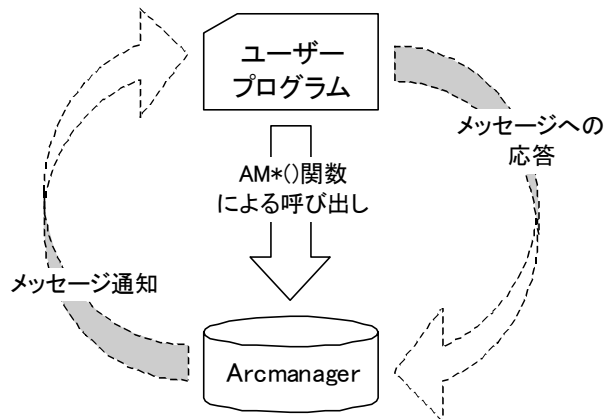 ユーザー
プログラム
メッセージへの
応答
AM*()関数
による呼び出し
メッセージ通知
Arcmanager